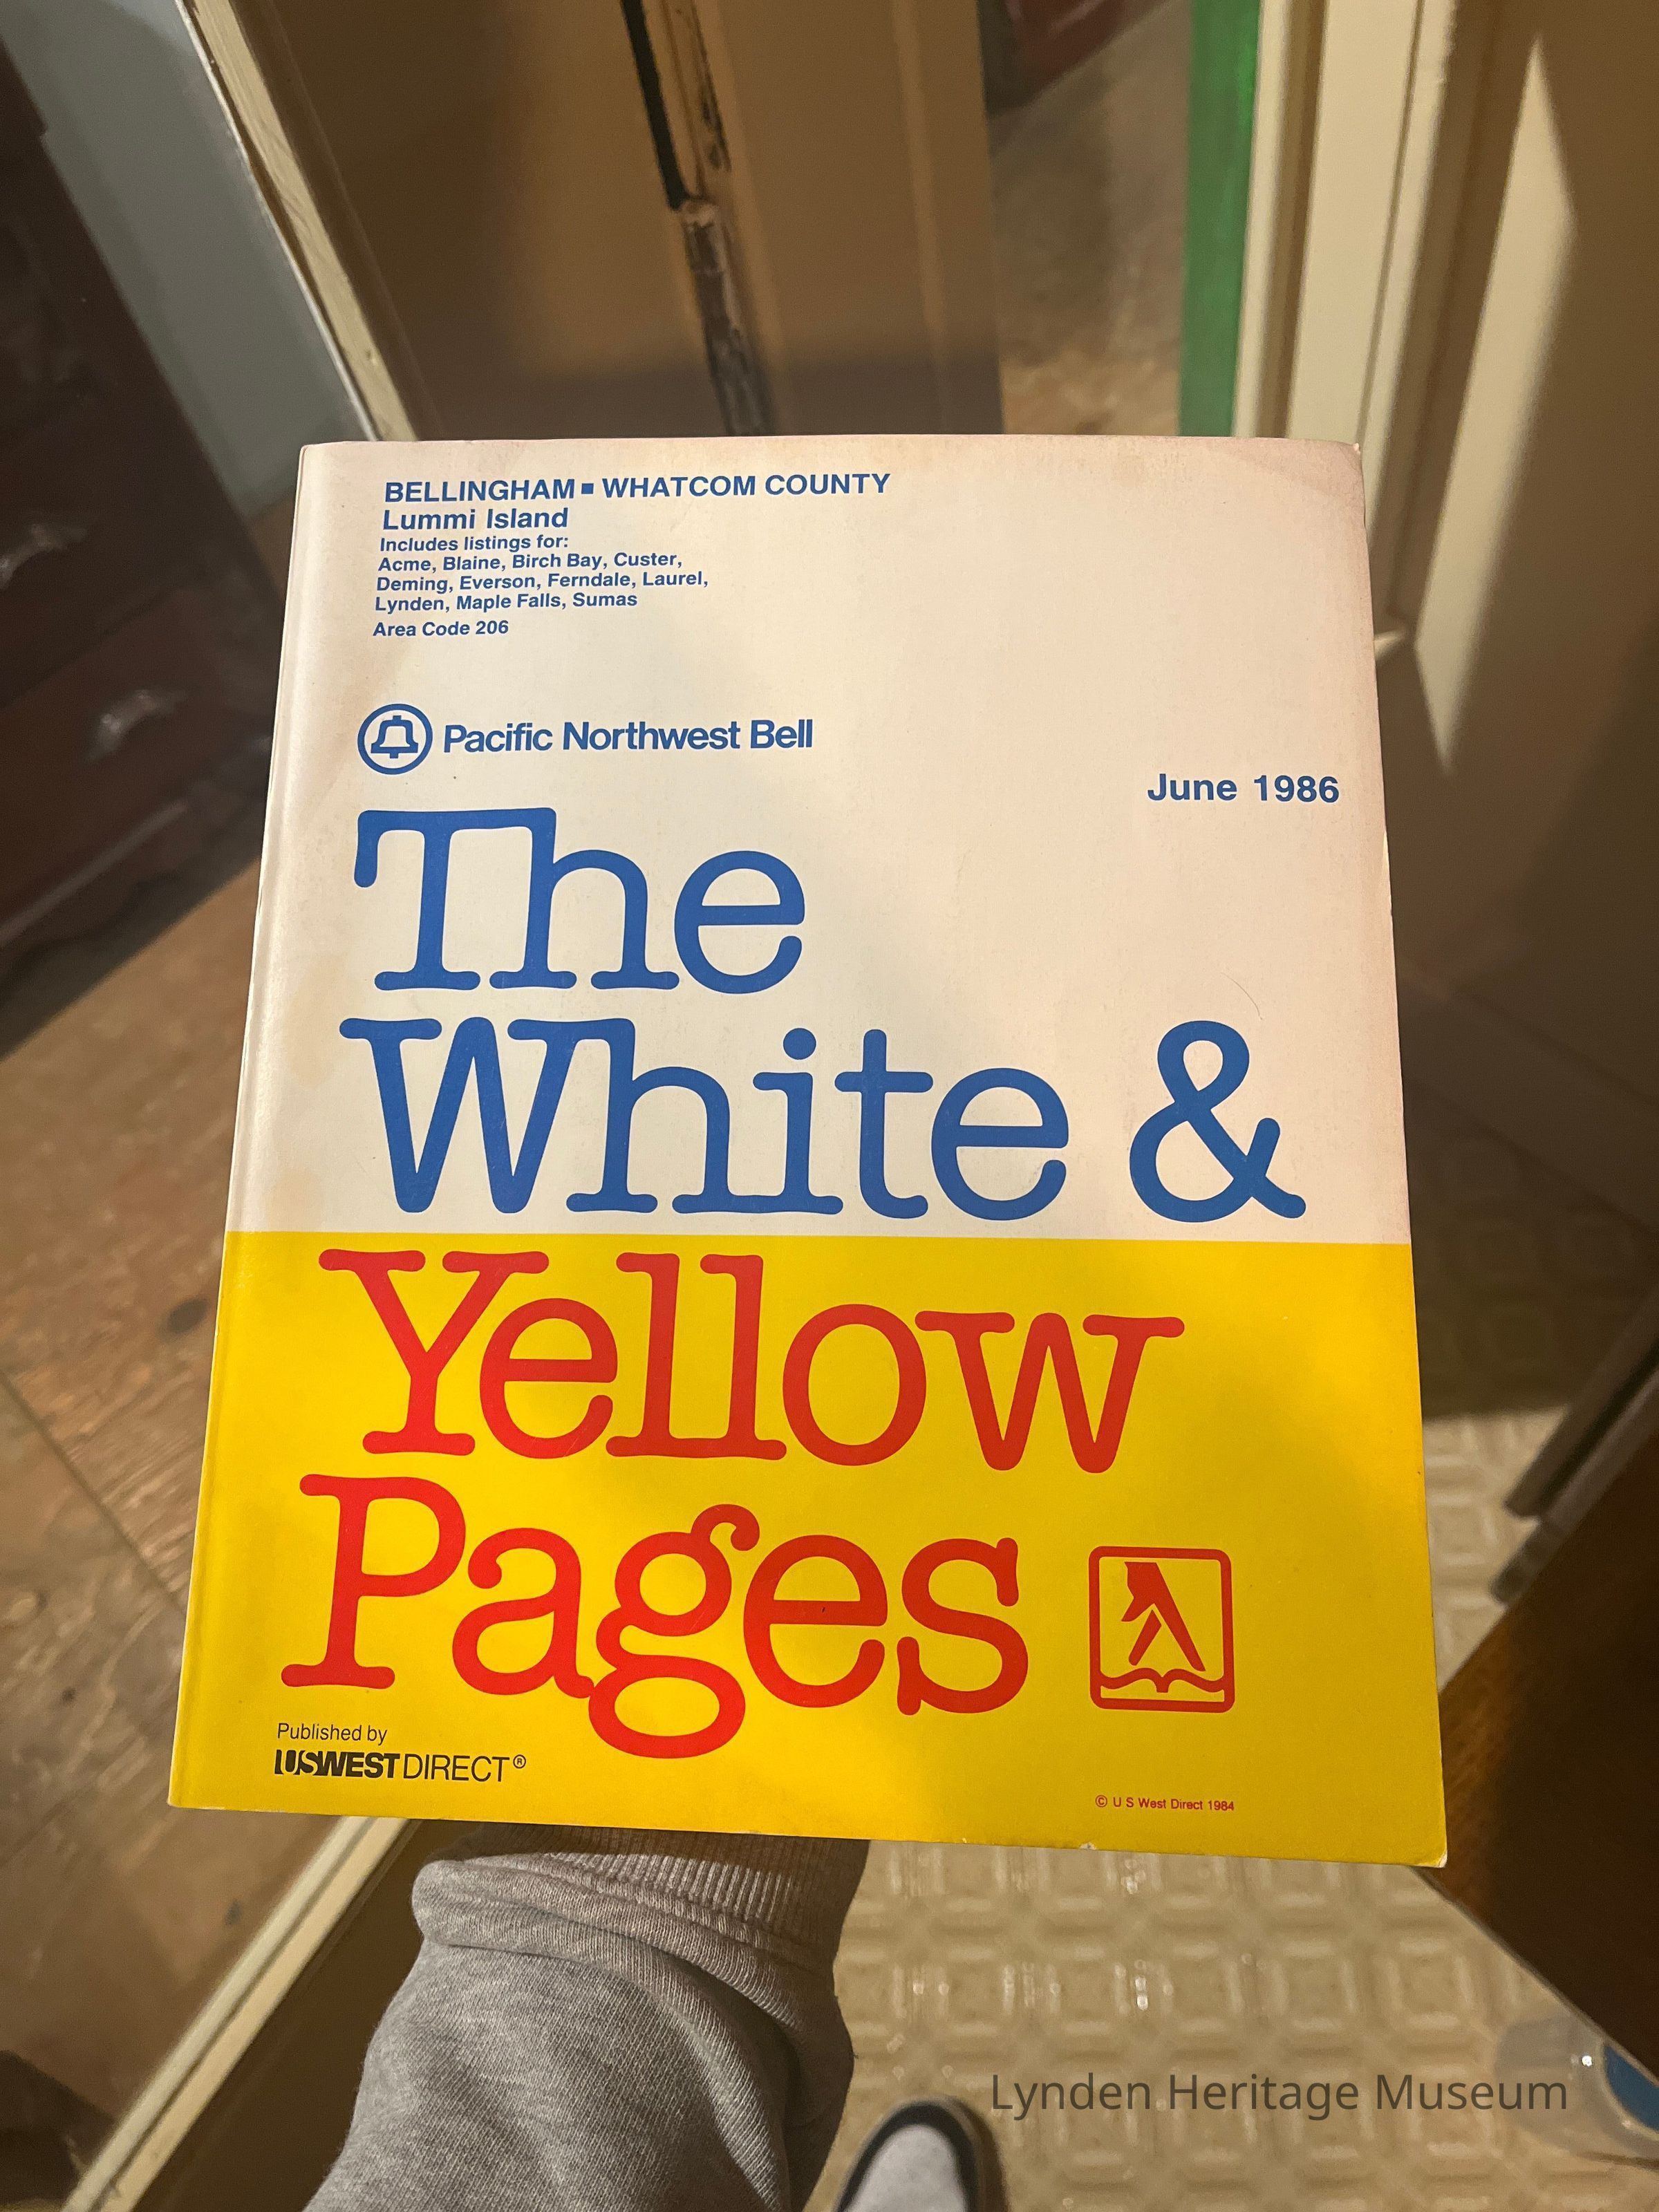 BELLINGHAM ▪ WHATCOM COUNTY
Lummi Island
Includes listings for:
Acme, Blaine, Birch Bay, Custer,
Deming, Everson, Ferndale, Laurel,
Lynden, Maple Falls, Sumas
Area Code 206
Pacific Northwest Bell
June 1986
The
White &
Yellow
Pages
Published by
USWEST DIRECT®
© U S West Direct 1984
Lynden Heritage Museum